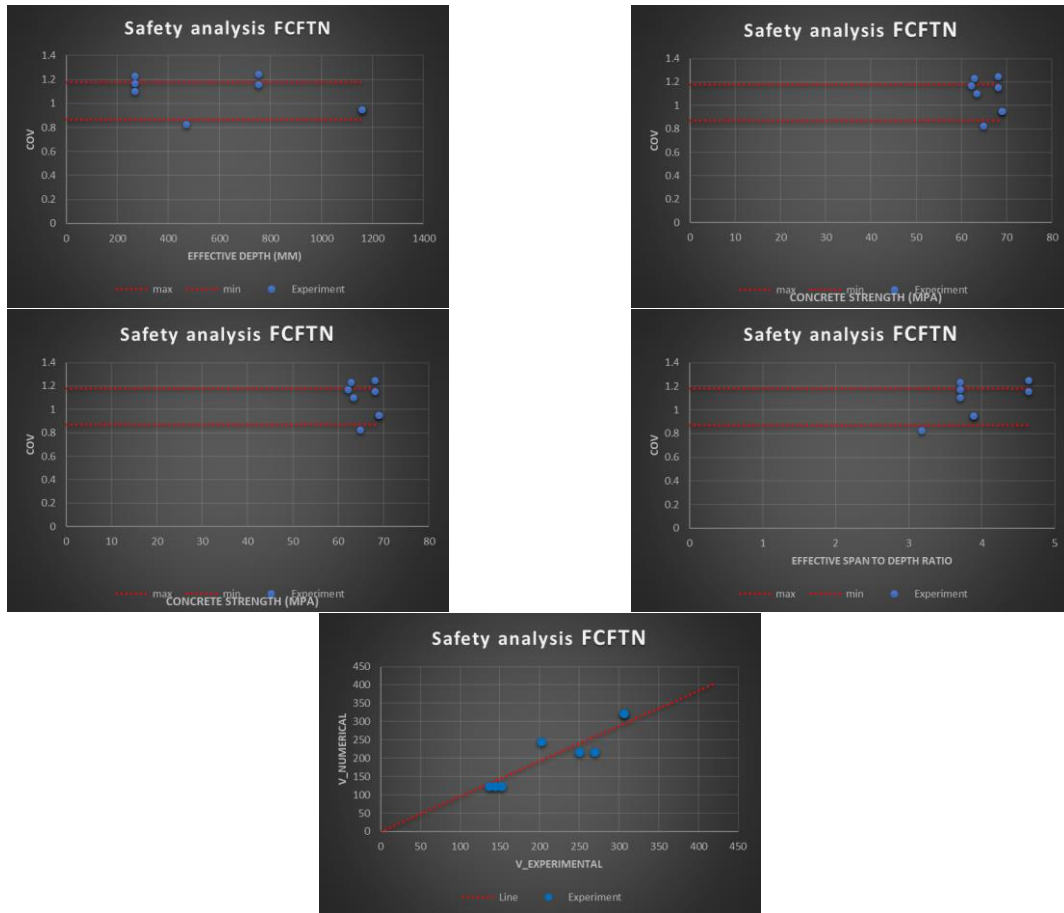 Safety analysis FCFTN
COV
1.4
1.2
1
0.8
0.6
0.4
0.2
0
0 200 400 600 800 1000 1200 1400
EFFECTIVE DEPTH (MM)
max min Experiment
Safety analysis FCFTN
COV
1.4
1.2
1
0.8
0.6
0.4
0.2
0
0 10 20 30 40 50 60 70 80
max min Experiment
CONCRETE STRENGTH (MPA)
Safety analysis FCFTN
COV
1.4
1.2
1
0.8
0.6
0.4
0.2
0
0 10 20 30 40 50 60 70 80
max min Experiment
CONCRETE STRENGTH (MPA)
Safety analysis FCFTN
COV
1.4
1.2
1
0.8
0.6
0.4
0.2
0
0 1 2 3 4 5
EFFECTIVE SPAN TO DEPTH RATIO
max min Experiment
Safety analysis FCFTN
V_NUMERICAL
450
400
350
300
250
200
150
100
50
0
0 50 100 150 200 250 300 350 400 450
V_EXPERIMENTAL
Line Experiment